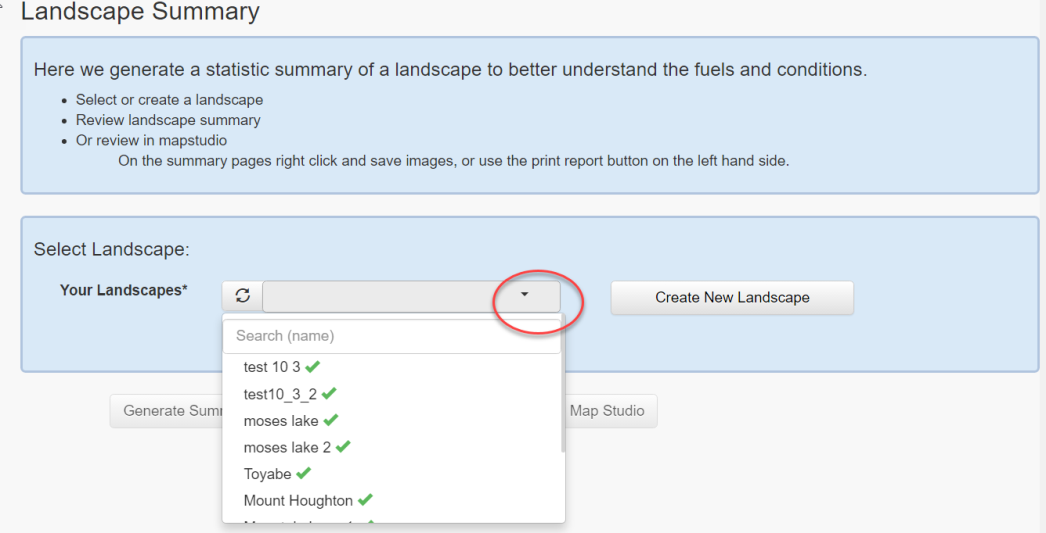 Landscape Summary
Here we generate a statistic summary of a landscape to better understand the fuels and conditions.
• Select or create a landscape
• Review landscape summary
• Or review in mapstudio
On the summary pages right click and save images, or use the print report button on the left hand side.
Select Landscape:
Your Landscapes*
Create New Landscape
Search (name)
test 10 3
test10_3_2
Generate Sum
Map Studio
moses lake
moses lake 2
Toyabe
Mount Houghton